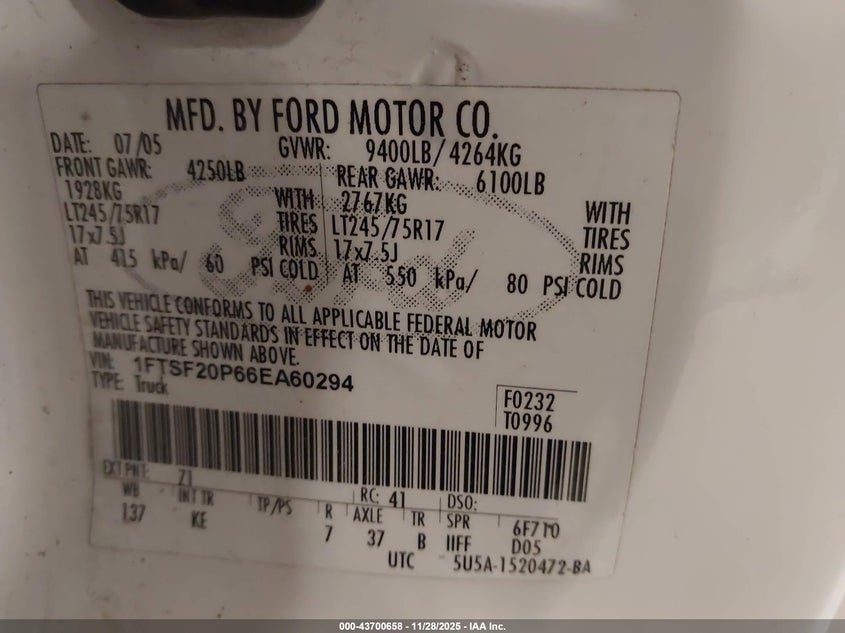 MFD. BY FORD MOTOR CO.
DATE: 07/05 GVWR: 9400LB/4264KG
FRONT GAWR: 4250LB REAR GAWR: 6100LB
1928KG WITH 2767KG WITH
LT245/75R17 TIRES LT245/75R17 TIRES
17x7.5J RIMS 17x7.5J RIMS
AT 415 kPa/ 60 PSI COLD AT 550 kPa/ 80 PSI COLD
THIS VEHICLE CONFORMS TO ALL APPLICABLE FEDERAL MOTOR
VEHICLE SAFETY STANDARDS IN EFFECT ON THE DATE OF
MANUFACTURE SHOWN ABOVE.
VIN: 1FTSF20P66EA60294
TYPE: Truck
F0232
T0996
EXT PNT: Z1 RC: 41 DSO:
WB INT TR TP/PS R AXLE TR SPR 6F710
137 KE 7 37 B IIFF D05
UTC 5U5A-1520472-BA
Ford
000-43700658 - 11/28/2025 - IAA Inc.